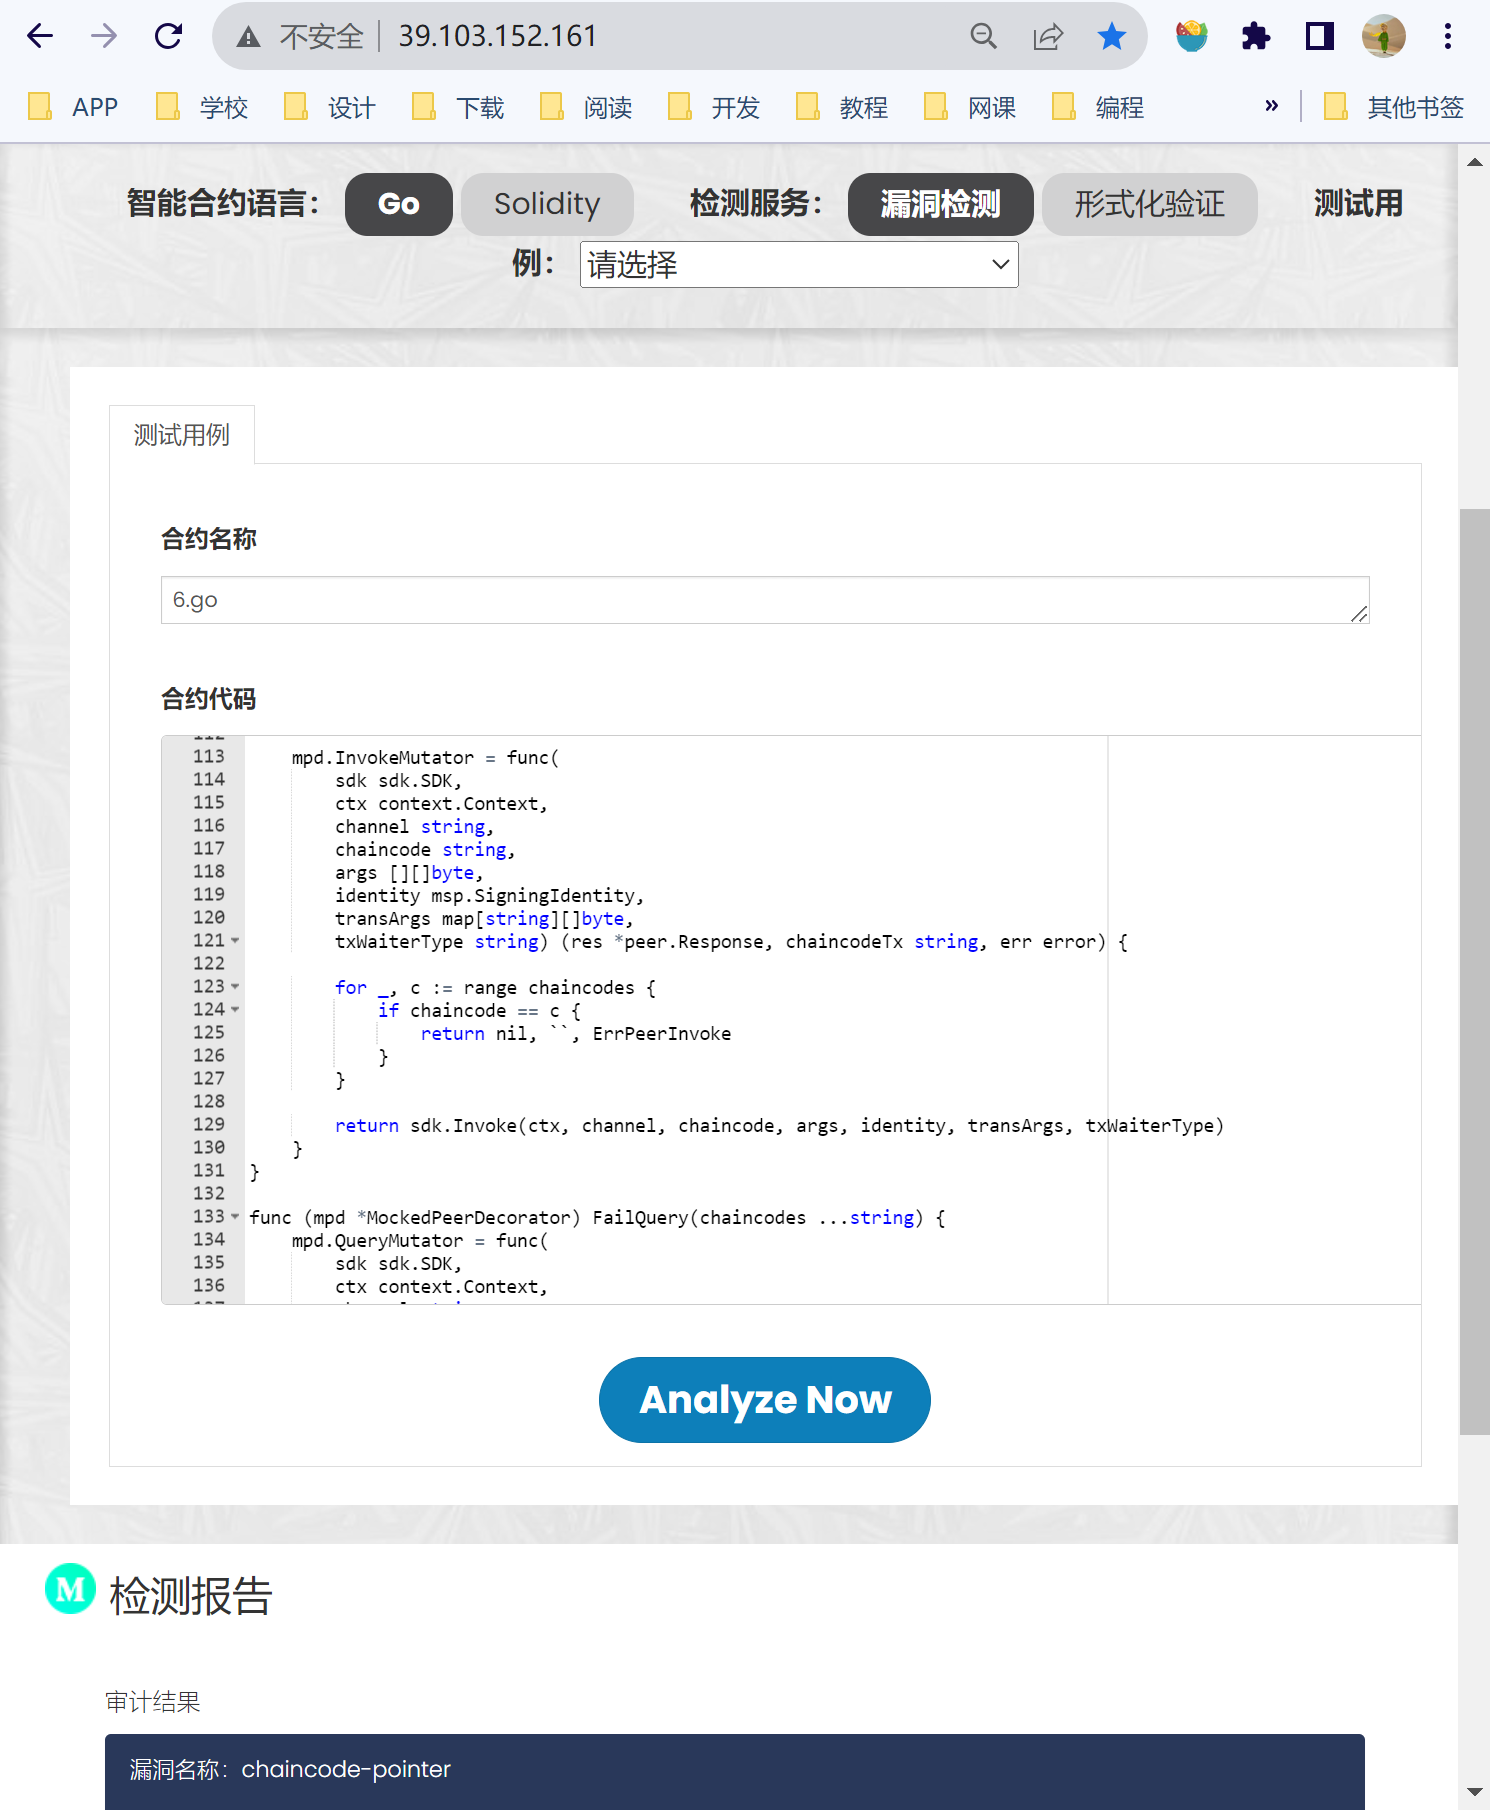 不安全 39.103.152.161
APP 学校 设计 下载 阅读 开发 教程 网课 编程 » 其他书签
智能合约语言： Go Solidity 检测服务： 漏洞检测 形式化验证 测试用
例： 请选择
测试用例
合约名称
6.go
合约代码
113 mpd.InvokeMutator = func(
114 sdk sdk.SDK,
115 ctx context.Context,
116 channel string,
117 chaincode string,
118 args [][]byte,
119 identity msp.SigningIdentity,
120 transArgs map[string][]byte,
121 txWaiterType string) (res *peer.Response, chaincodeTx string, err error) {
122
123 for _, c := range chaincodes {
124 if chaincode == c {
125 return nil, ``, ErrPeerInvoke
126 }
127 }
128
129 return sdk.Invoke(ctx, channel, chaincode, args, identity, transArgs, txWaiterType)
130 }
131 }
132
133 func (mpd *MockedPeerDecorator) FailQuery(chaincodes ...string) {
134 mpd.QueryMutator = func(
135 sdk sdk.SDK,
136 ctx context.Context,
Analyze Now
M 检测报告
审计结果
漏洞名称：chaincode-pointer